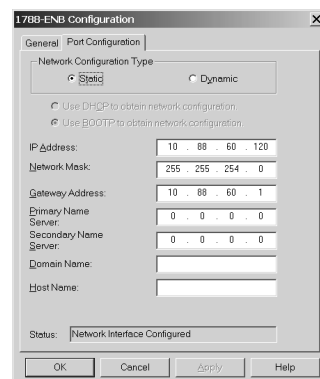 1788-ENB Configuration
General Port Configuration
Network Configuration Type
Static Dynamic
Use DHCP to obtain network configuration
Use BOOTP to obtain network configuration
IP Address: 10 . 88 . 60 . 120
Network Mask: 255 . 255 . 254 . 0
Gateway Address: 10 . 88 . 60 . 1
Primary Name
Server: 0 . 0 . 0 . 0
Secondary Name
Server: 0 . 0 . 0 . 0
Domain Name:
Host Name:
Status: Network Interface Configured
OK Cancel Apply Help